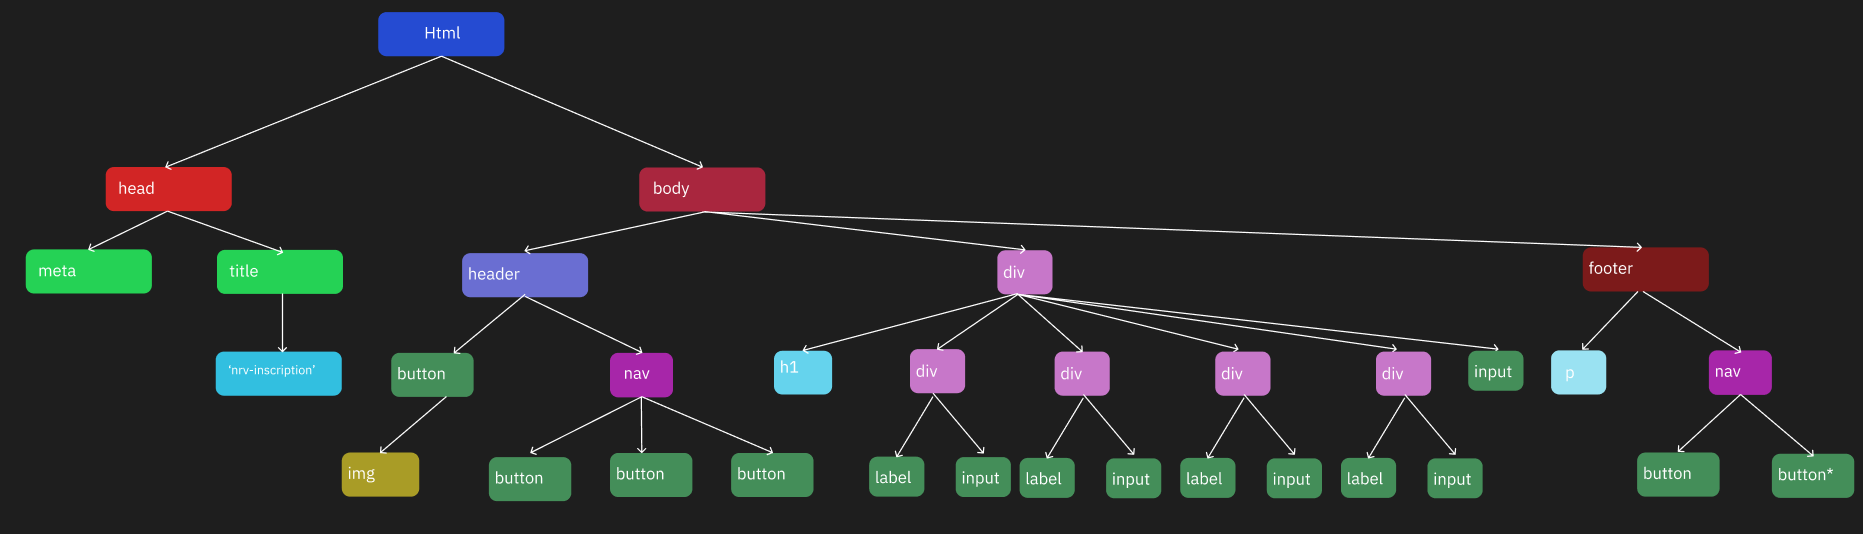 Html
head
body
meta
title
header
div
footer
‘nrv-inscription’
button
nav
h1
div
div
div
div
input
p
nav
img
button
button
button
label
input
label
input
label
input
label
input
button
button*